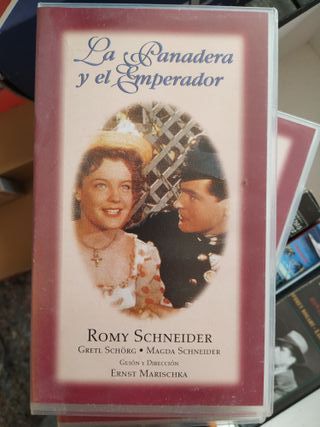 La Panadera
y el Emperador
ROMY SCHNEIDER
GRETL SCHÖRG • MAGDA SCHNEIDER
GUIÓN Y DIRECCIÓN
ERNST MARISCHKA